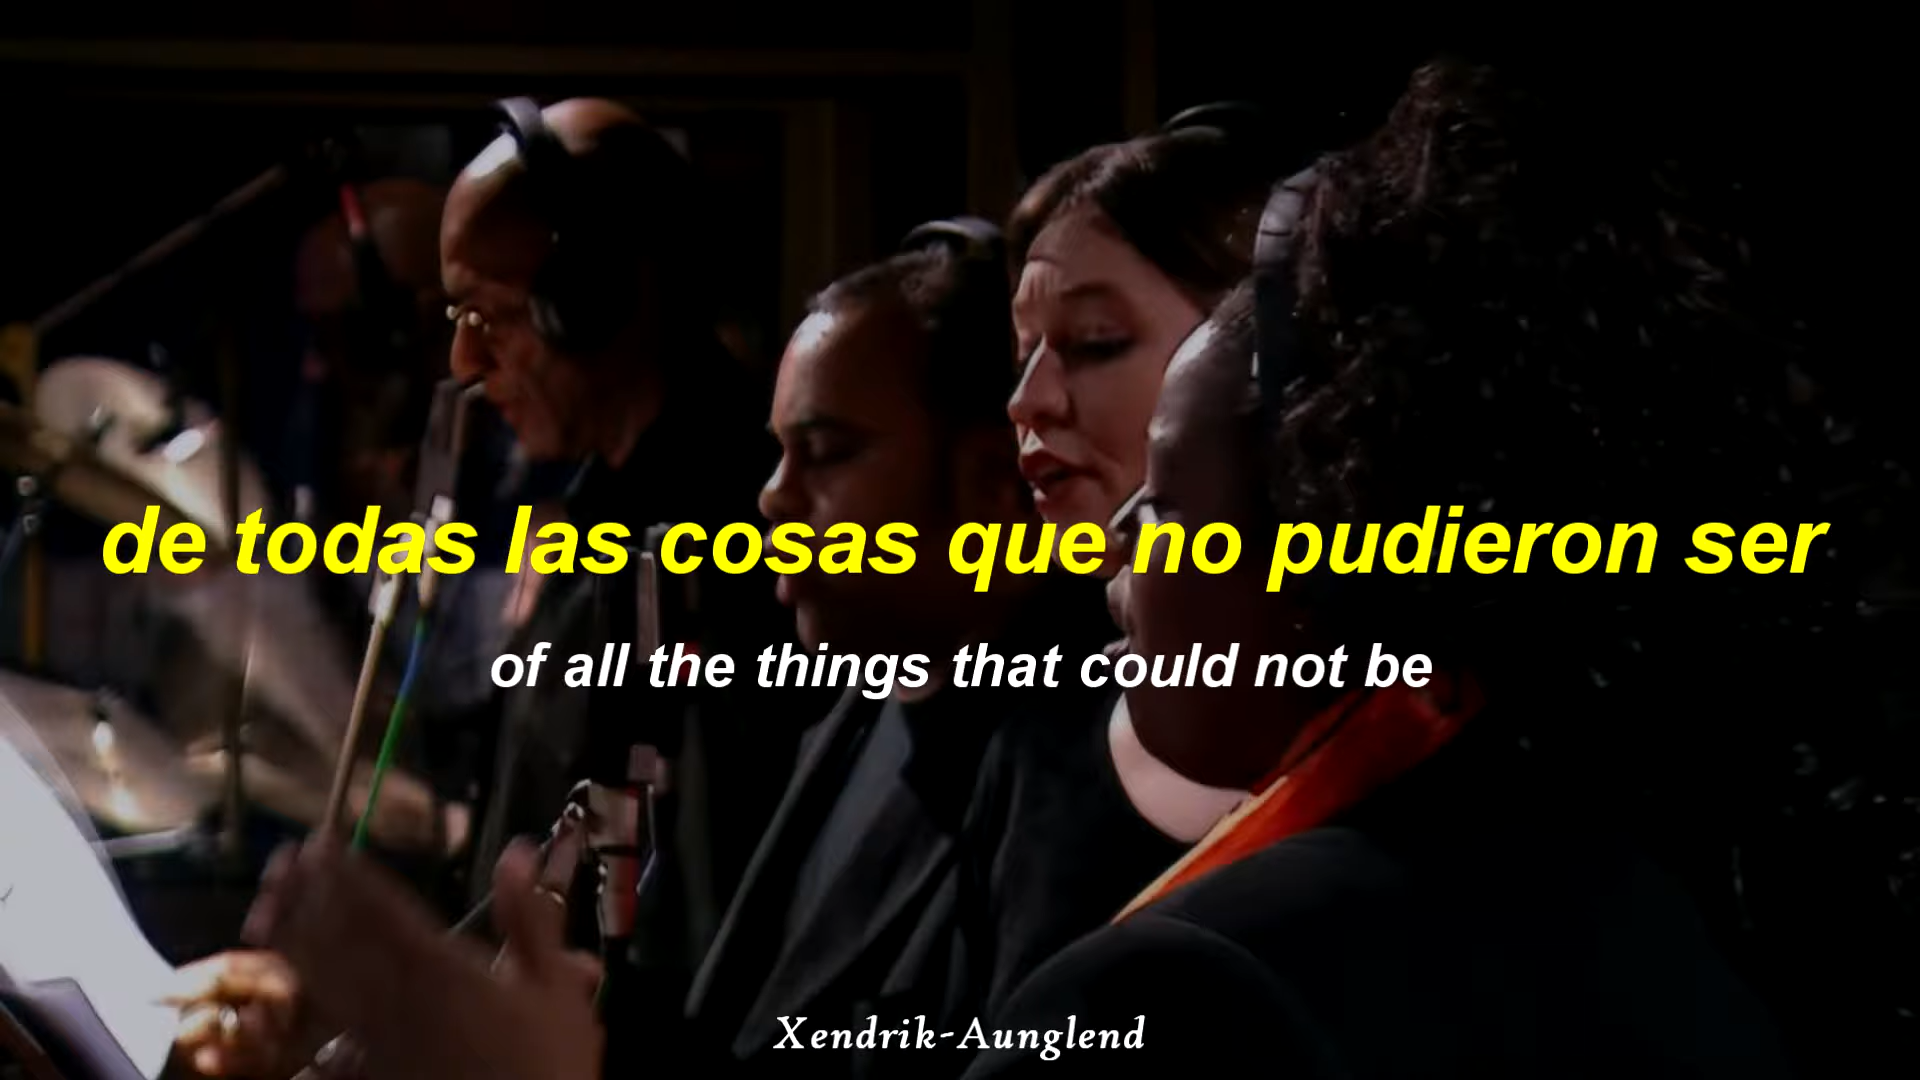 de todas las cosas que no pudieron ser
of all the things that could not be
Xendrik-Aunglend